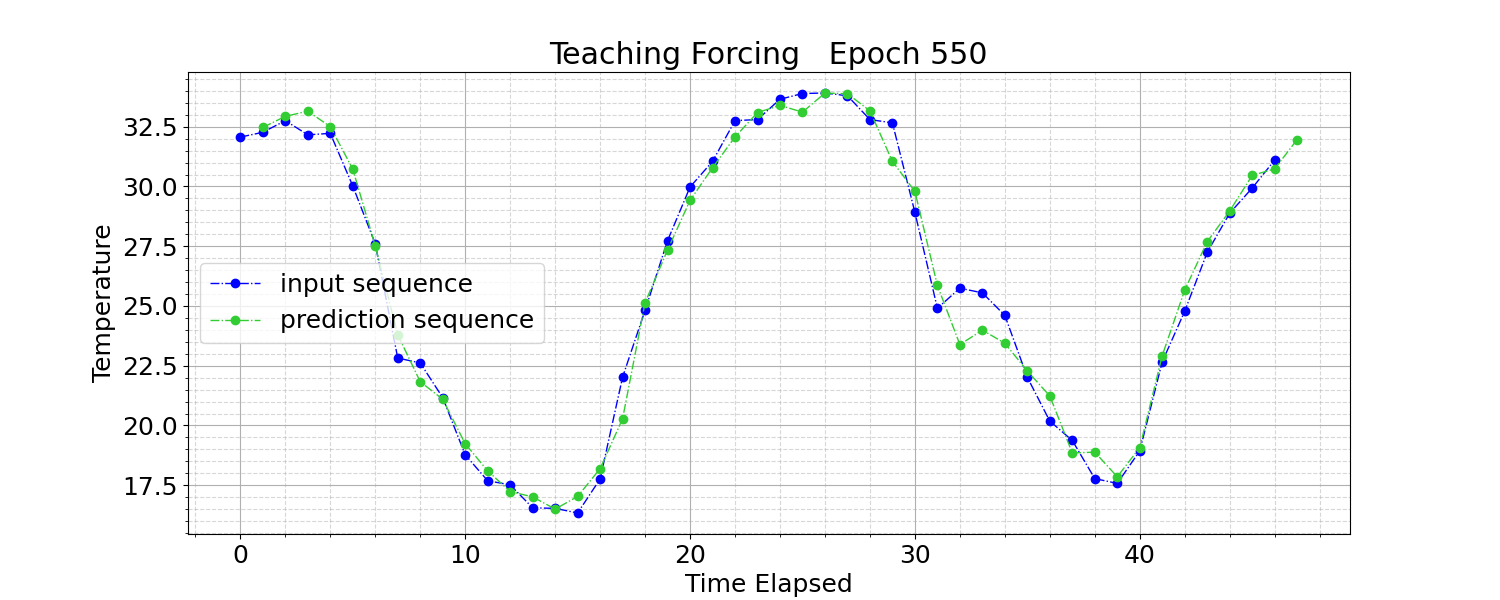 Teaching Forcing   Epoch 550
32.5
30.0
27.5
25.0
22.5
20.0
17.5
Temperature
input sequence
prediction sequence
0 10 20 30 40
Time Elapsed